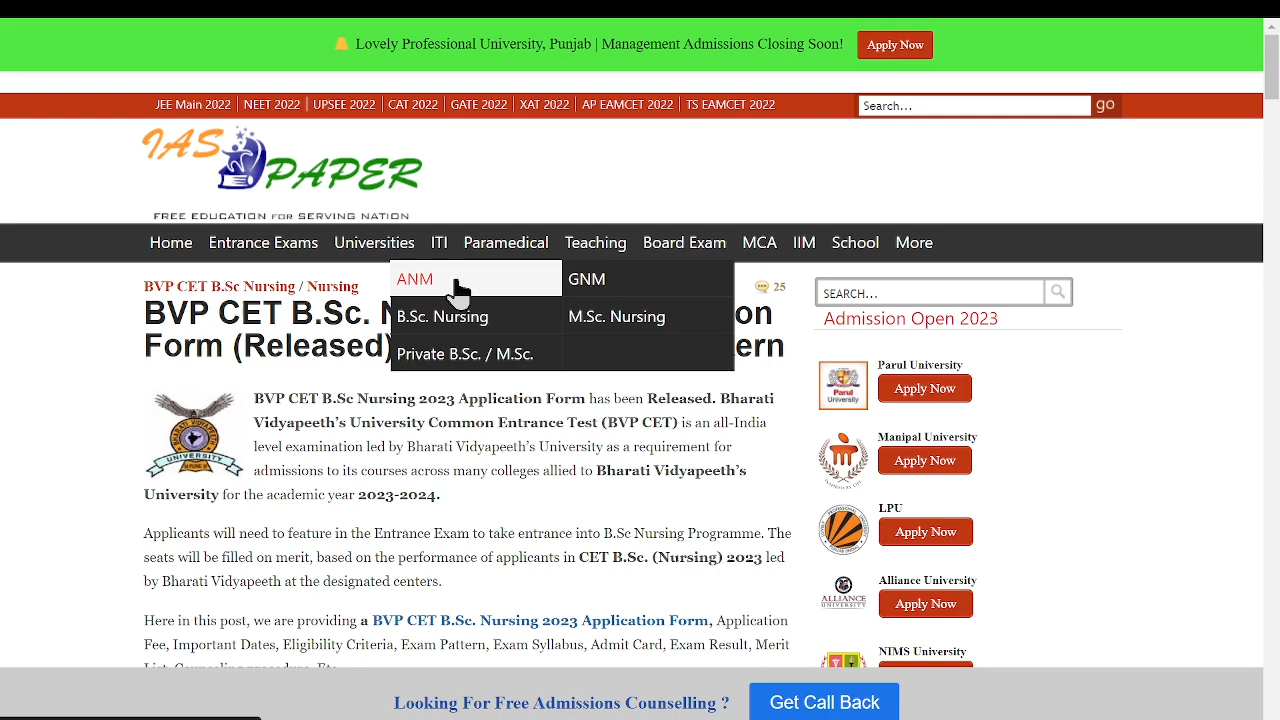 Lovely Professional University, Punjab | Management Admissions Closing Soon! Apply Now
JEE Main 2022 NEET 2022 UPSEE 2022 CAT 2022 GATE 2022 XAT 2022 AP EAMCET 2022 TS EAMCET 2022 Search... go
IAS PAPER
FREE EDUCATION FOR SERVING NATION
Home Entrance Exams Universities ITI Paramedical Teaching Board Exam MCA IIM School More
ANM GNM
B.Sc. Nursing M.Sc. Nursing
Private B.Sc. / M.Sc.
BVP CET B.Sc Nursing / Nursing 25
BVP CET B.Sc.
Form (Released)
BVP CET B.Sc Nursing 2023 Application Form has been Released. Bharati
Vidyapeeth's University Common Entrance Test (BVP CET) is an all-India
level examination led by Bharati Vidyapeeth's University as a requirement for
admissions to its courses across many colleges allied to Bharati Vidyapeeth's
University for the academic year 2023-2024.
Applicants will need to feature in the Entrance Exam to take entrance into B.Sc Nursing Programme. The
seats will be filled on merit, based on the performance of applicants in CET B.Sc. (Nursing) 2023 led
by Bharati Vidyapeeth at the designated centers.
Here in this post, we are providing a BVP CET B.Sc. Nursing 2023 Application Form, Application
Fee, Important Dates, Eligibility Criteria, Exam Pattern, Exam Syllabus, Admit Card, Exam Result, Merit
SEARCH...
Admission Open 2023
Parul University
Parul
University
Apply Now
Manipal University
Apply Now
LPU
Apply Now
Alliance University
ALLIANCE
UNIVERSITY
Apply Now
NIMS University
Looking For Free Admissions Counselling ? Get Call Back